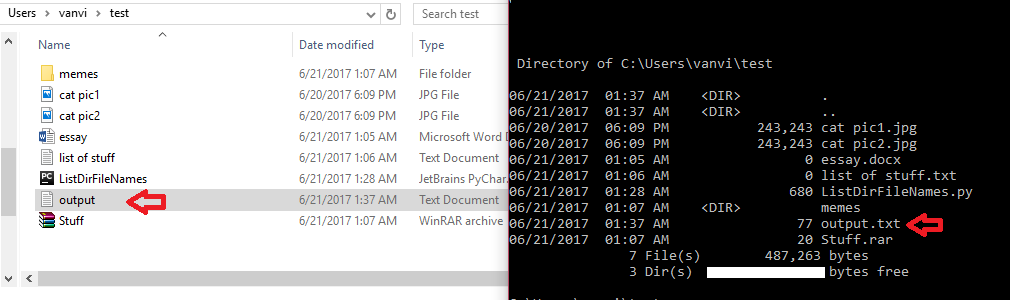 Users > vanvi > test
Search test
Name Date modified Type
memes 6/21/2017 1:07 AM File folder
cat pic1 6/20/2017 6:09 PM JPG File
cat pic2 6/20/2017 6:09 PM JPG File
essay 6/21/2017 1:05 AM Microsoft Word D
list of stuff 6/21/2017 1:06 AM Text Document
ListDirFileNames 6/21/2017 1:28 AM JetBrains PyChar
output 6/21/2017 1:37 AM Text Document
Stuff 6/21/2017 1:07 AM WinRAR archive
Directory of C:\Users\vanvi\test
06/21/2017 01:37 AM <DIR> .
06/21/2017 01:37 AM <DIR> ..
06/20/2017 06:09 PM 243,243 cat pic1.jpg
06/20/2017 06:09 PM 243,243 cat pic2.jpg
06/21/2017 01:05 AM 0 essay.docx
06/21/2017 01:06 AM 0 list of stuff.txt
06/21/2017 01:28 AM 680 ListDirFileNames.py
06/21/2017 01:07 AM <DIR> memes
06/21/2017 01:37 AM 77 output.txt
06/21/2017 01:07 AM 20 Stuff.rar
7 File(s) 487,263 bytes
3 Dir(s) bytes free